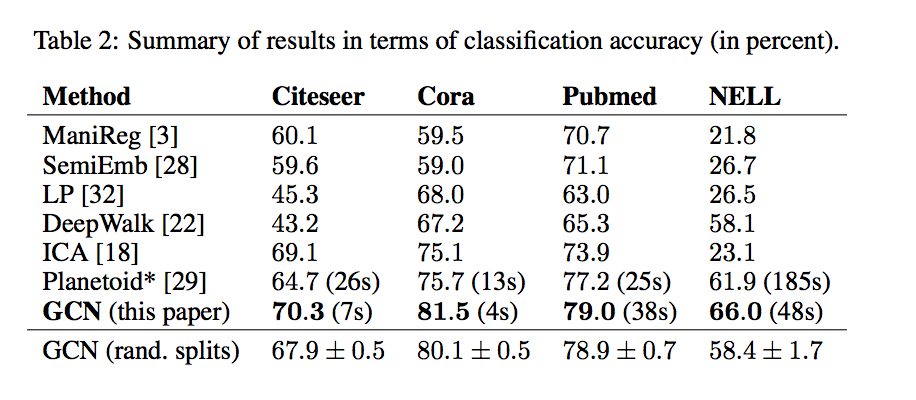 Table 2: Summary of results in terms of classification accuracy (in percent).
Method Citeseer Cora Pubmed NELL
ManiReg [3] 60.1 59.5 70.7 21.8
SemiEmb [28] 59.6 59.0 71.1 26.7
LP [32] 45.3 68.0 63.0 26.5
DeepWalk [22] 43.2 67.2 65.3 58.1
ICA [18] 69.1 75.1 73.9 23.1
Planetoid* [29] 64.7 (26s) 75.7 (13s) 77.2 (25s) 61.9 (185s)
GCN (this paper) 70.3 (7s) 81.5 (4s) 79.0 (38s) 66.0 (48s)
GCN (rand. splits) 67.9 ± 0.5 80.1 ± 0.5 78.9 ± 0.7 58.4 ± 1.7